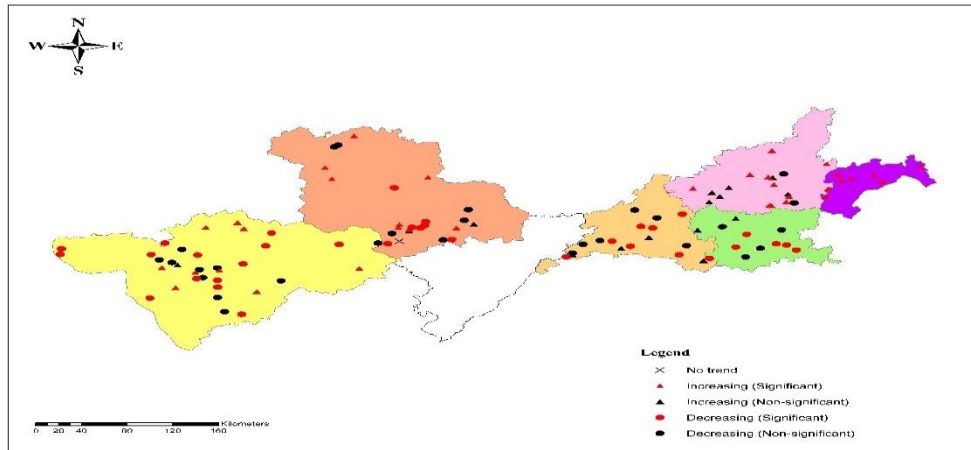 N
W E
S
Legend
No trend
Increasing (Significant)
Increasing (Non-significant)
Decreasing (Significant)
Decreasing (Non-significant)
0 20 40 80 120 160 Kilometers